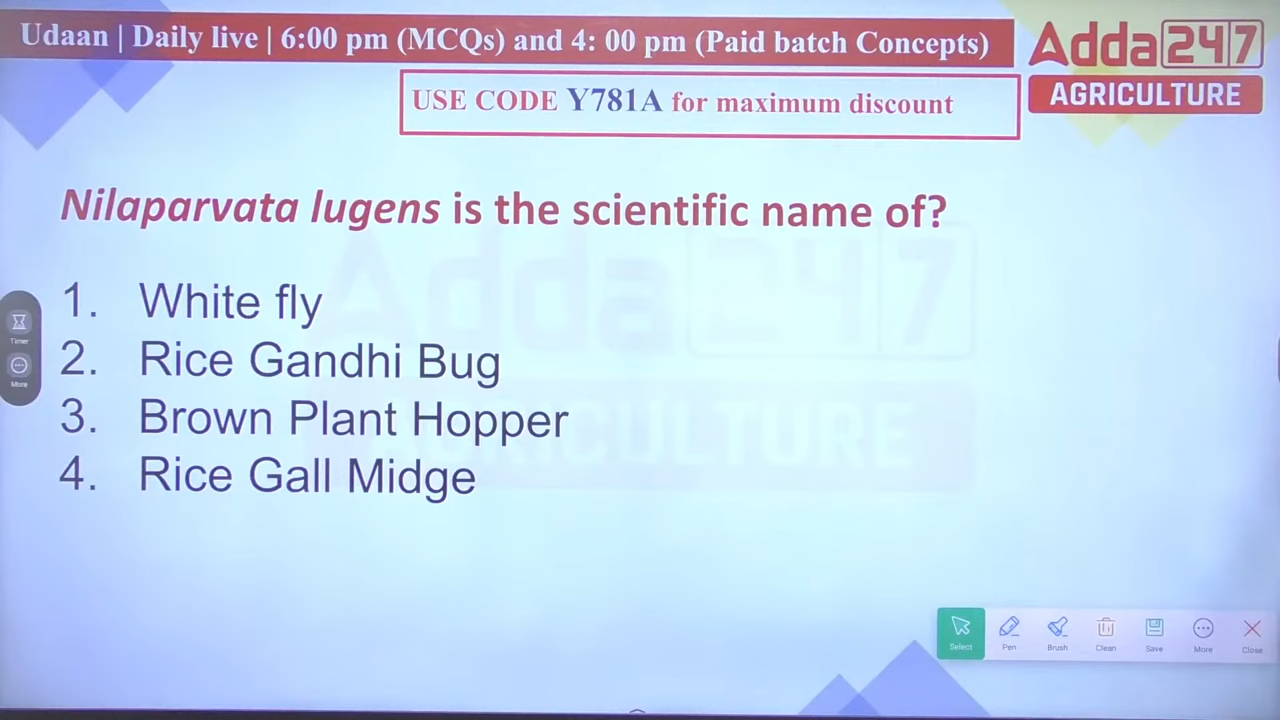 Udaan | Daily live | 6:00 pm (MCQs) and 4: 00 pm (Paid batch Concepts)
Adda247
AGRICULTURE
USE CODE Y781A for maximum discount
Nilaparvata lugens is the scientific name of?
1. White fly
2. Rice Gandhi Bug
3. Brown Plant Hopper
4. Rice Gall Midge
Adda247
AGRICULTURE
Timer
More
Select Pen Brush Clean Save More Close